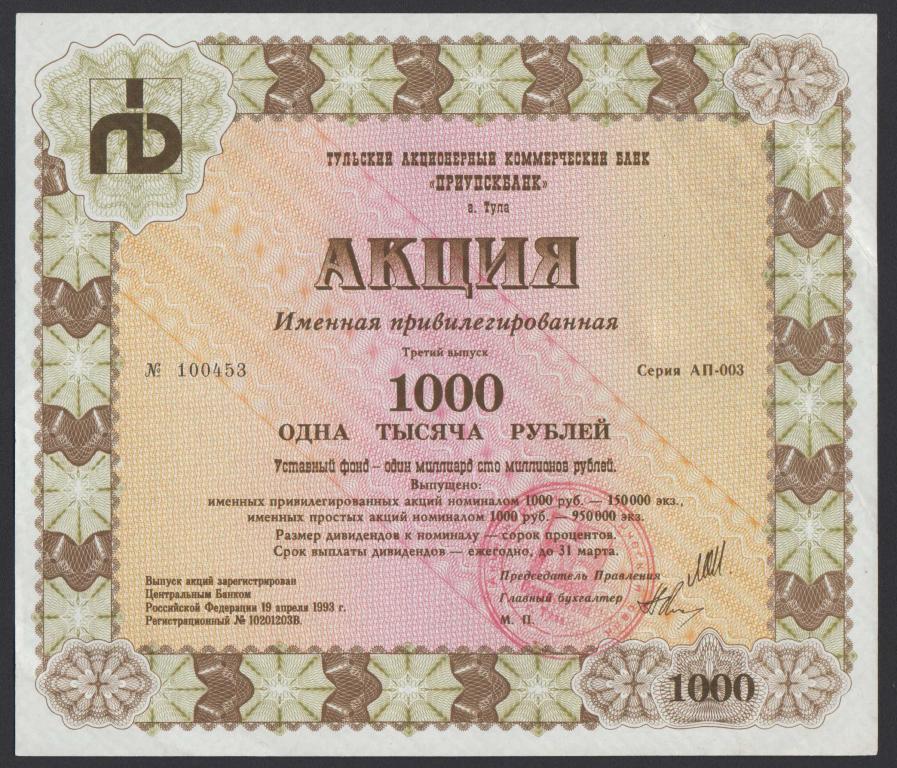 ТУЛЬСКИЙ АКЦИОНЕРНЫЙ КОММЕРЧЕСКИЙ БАНК
«ПРИУПСКБАНК»
г. Тула
АКЦИЯ
Именная привилегированная
Третий выпуск
№ 100453
Серия АП-003
1000
ОДНА ТЫСЯЧА РУБЛЕЙ
Уставный фонд – один миллиард сто миллионов рублей.
Выпущено:
именных привилегированных акций номиналом 1000 руб. — 150000 экз.,
именных простых акций номиналом 1000 руб. — 950000 экз.
Размер дивидендов к номиналу — сорок процентов.
Срок выплаты дивидендов — ежегодно, до 31 марта.
Выпуск акций зарегистрирован
Центральным Банком
Российской Федерации 19 апреля 1993 г.
Регистрационный № 10201203В.
Председатель Правления
Главный бухгалтер
М. П.
1000